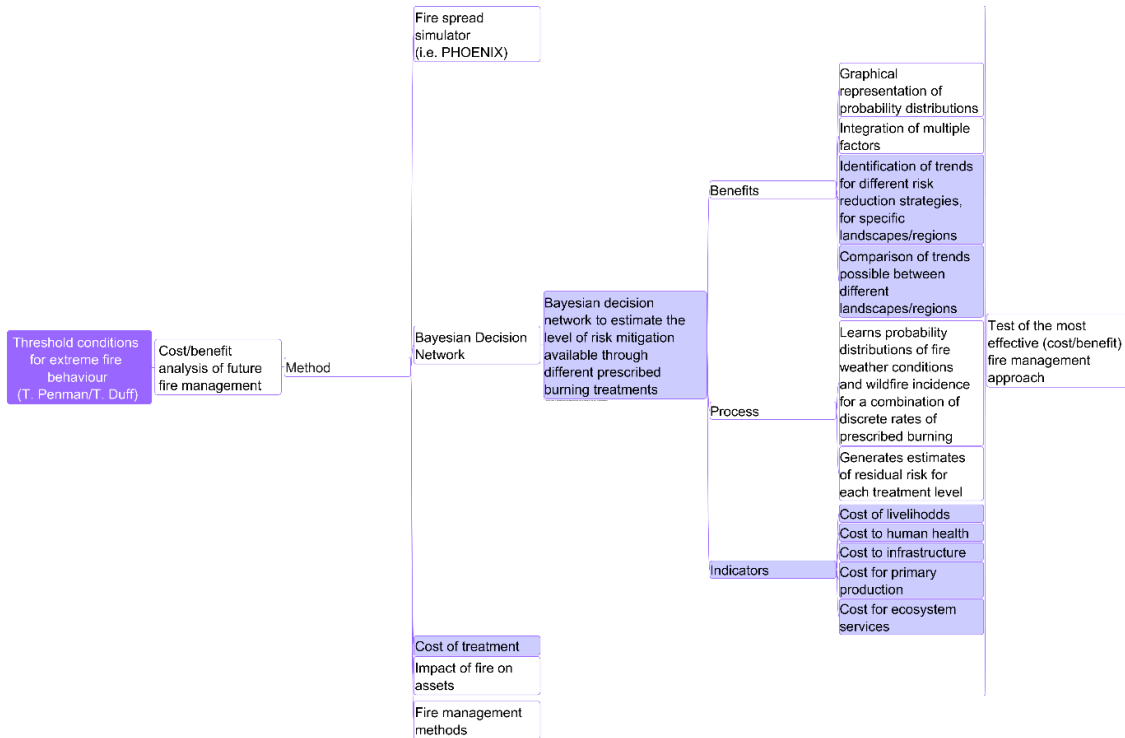 Threshold conditions
for extreme fire
behaviour
(T. Penman/T. Duff)
Cost/benefit
analysis of future
fire management
Method
Fire spread
simulator
(i.e. PHOENIX)
Bayesian Decision
Network
Cost of treatment
Impact of fire on
assets
Fire management
methods
Bayesian decision
network to estimate the
level of risk mitigation
available through
different prescribed
burning treatments
Benefits
Graphical
representation of
probability distributions
Integration of multiple
factors
Identification of trends
for different risk
reduction strategies,
for specific
landscapes/regions
Comparison of trends
possible between
different
landscapes/regions
Process
Learns probability
distributions of fire
weather conditions
and wildfire incidence
for a combination of
discrete rates of
prescribed burning
Generates estimates
of residual risk for
each treatment level
Indicators
Cost of livelihodds
Cost to human health
Cost to infrastructure
Cost for primary
production
Cost for ecosystem
services
Test of the most
effective (cost/benefit)
fire management
approach